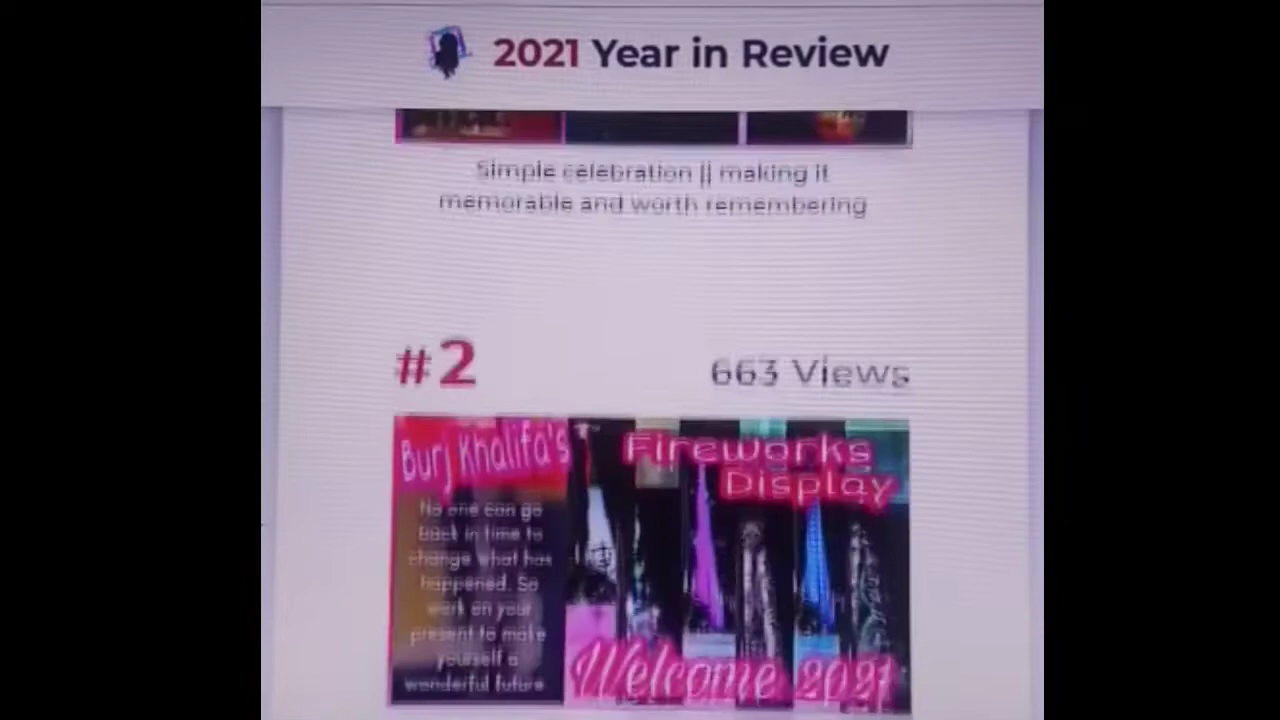 2021 Year in Review
Simple celebration || making it
memorable and worth remembering
#2
663 Views
Burj Khalifa's
Fireworks
Display
No one can go
back in time to
change what has
happened. So
work on your
present to make
yourself a
wonderful future
Welcome 2021